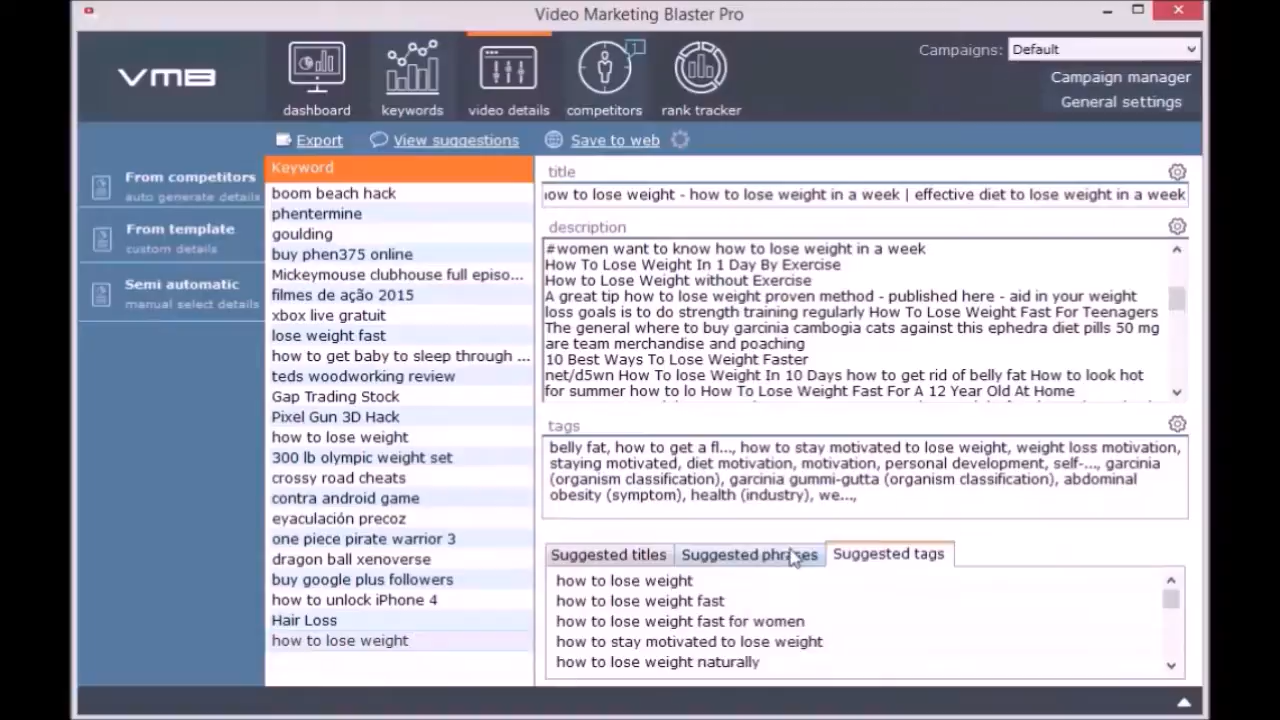 Video Marketing Blaster Pro
VMB
dashboard
keywords
video details
competitors
rank tracker
Campaigns:
Default
Campaign manager
General settings
Export
View suggestions
Save to web
From competitors
auto generate details
From template
custom details
Semi automatic
manual select details
Keyword
boom beach hack
phentermine
goulding
buy phen375 online
Mickeymouse clubhouse full episo...
filmes de ação 2015
xbox live gratuit
lose weight fast
how to get baby to sleep through ...
teds woodworking review
Gap Trading Stock
Pixel Gun 3D Hack
how to lose weight
300 lb olympic weight set
crossy road cheats
contra android game
eyaculación precoz
one piece pirate warrior 3
dragon ball xenoverse
buy google plus followers
how to unlock iPhone 4
Hair Loss
how to lose weight
title
how to lose weight - how to lose weight in a week | effective diet to lose weight in a week
description
#women want to know how to lose weight in a week
How To Lose Weight In 1 Day By Exercise
How to Lose Weight without Exercise
A great tip how to lose weight proven method - published here - aid in your weight
loss goals is to do strength training regularly How To Lose Weight Fast For Teenagers
The general where to buy garcinia cambogia cats against this ephedra diet pills 50 mg
are team merchandise and poaching
10 Best Ways To Lose Weight Faster
net/d5wn How To lose Weight In 10 Days how to get rid of belly fat How to look hot
for summer how to lo How To Lose Weight Fast For A 12 Year Old At Home
tags
belly fat, how to get a fl..., how to stay motivated to lose weight, weight loss motivation,
staying motivated, diet motivation, motivation, personal development, self-..., garcinia
(organism classification), garcinia gummi-gutta (organism classification), abdominal
obesity (symptom), health (industry), we...,
Suggested titles
Suggested phrases
Suggested tags
how to lose weight
how to lose weight fast
how to lose weight fast for women
how to stay motivated to lose weight
how to lose weight naturally